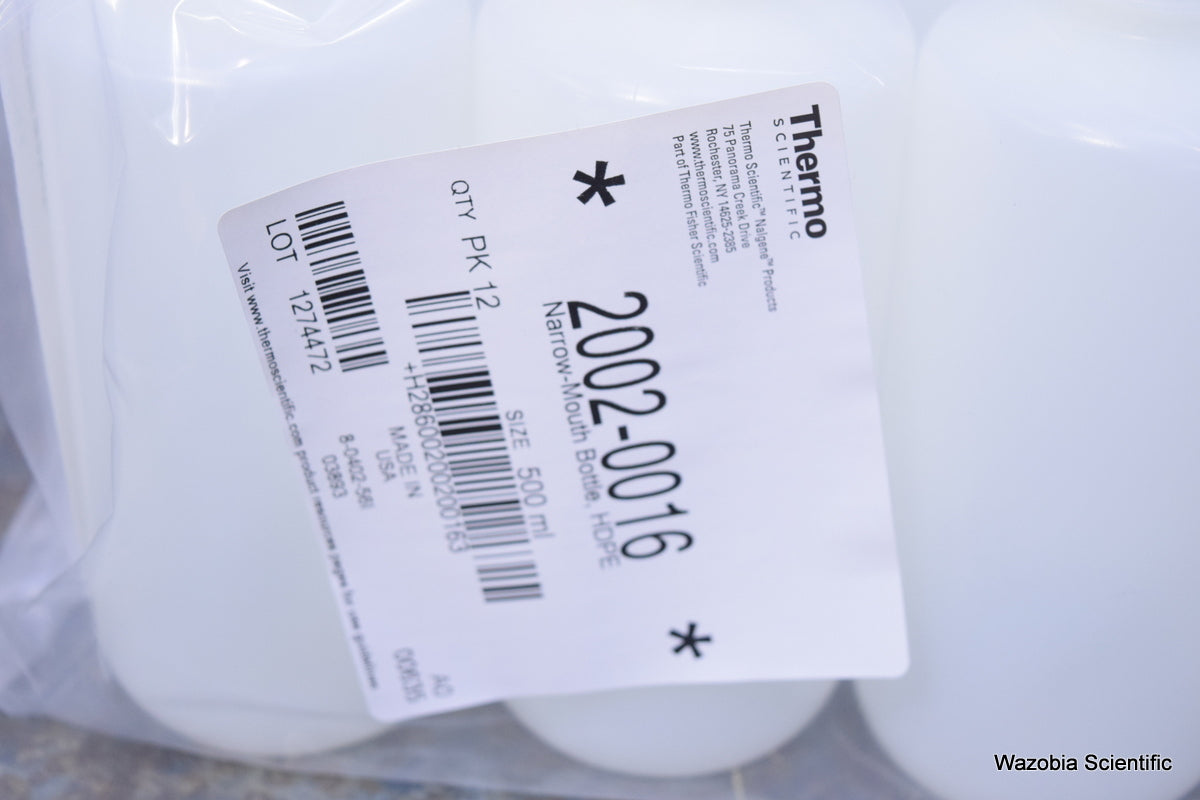 Thermo
SCIENTIFIC
Thermo Scientific™ Nalgene™ Products
75 Panorama Creek Drive
Rochester, NY 14625-2385
www.thermoscientific.com
Part of Thermo Fisher Scientific
* 2002-0016 *
Narrow-Mouth Bottle, HDPE
QTY PK 12 SIZE 500 ml
+H28600200200163
MADE IN
USA
LOT 1274472
8-0402-56I
03893
AG
Visit www.thermoscientific.com product resources pages for use guidelines
Wazobia Scientific